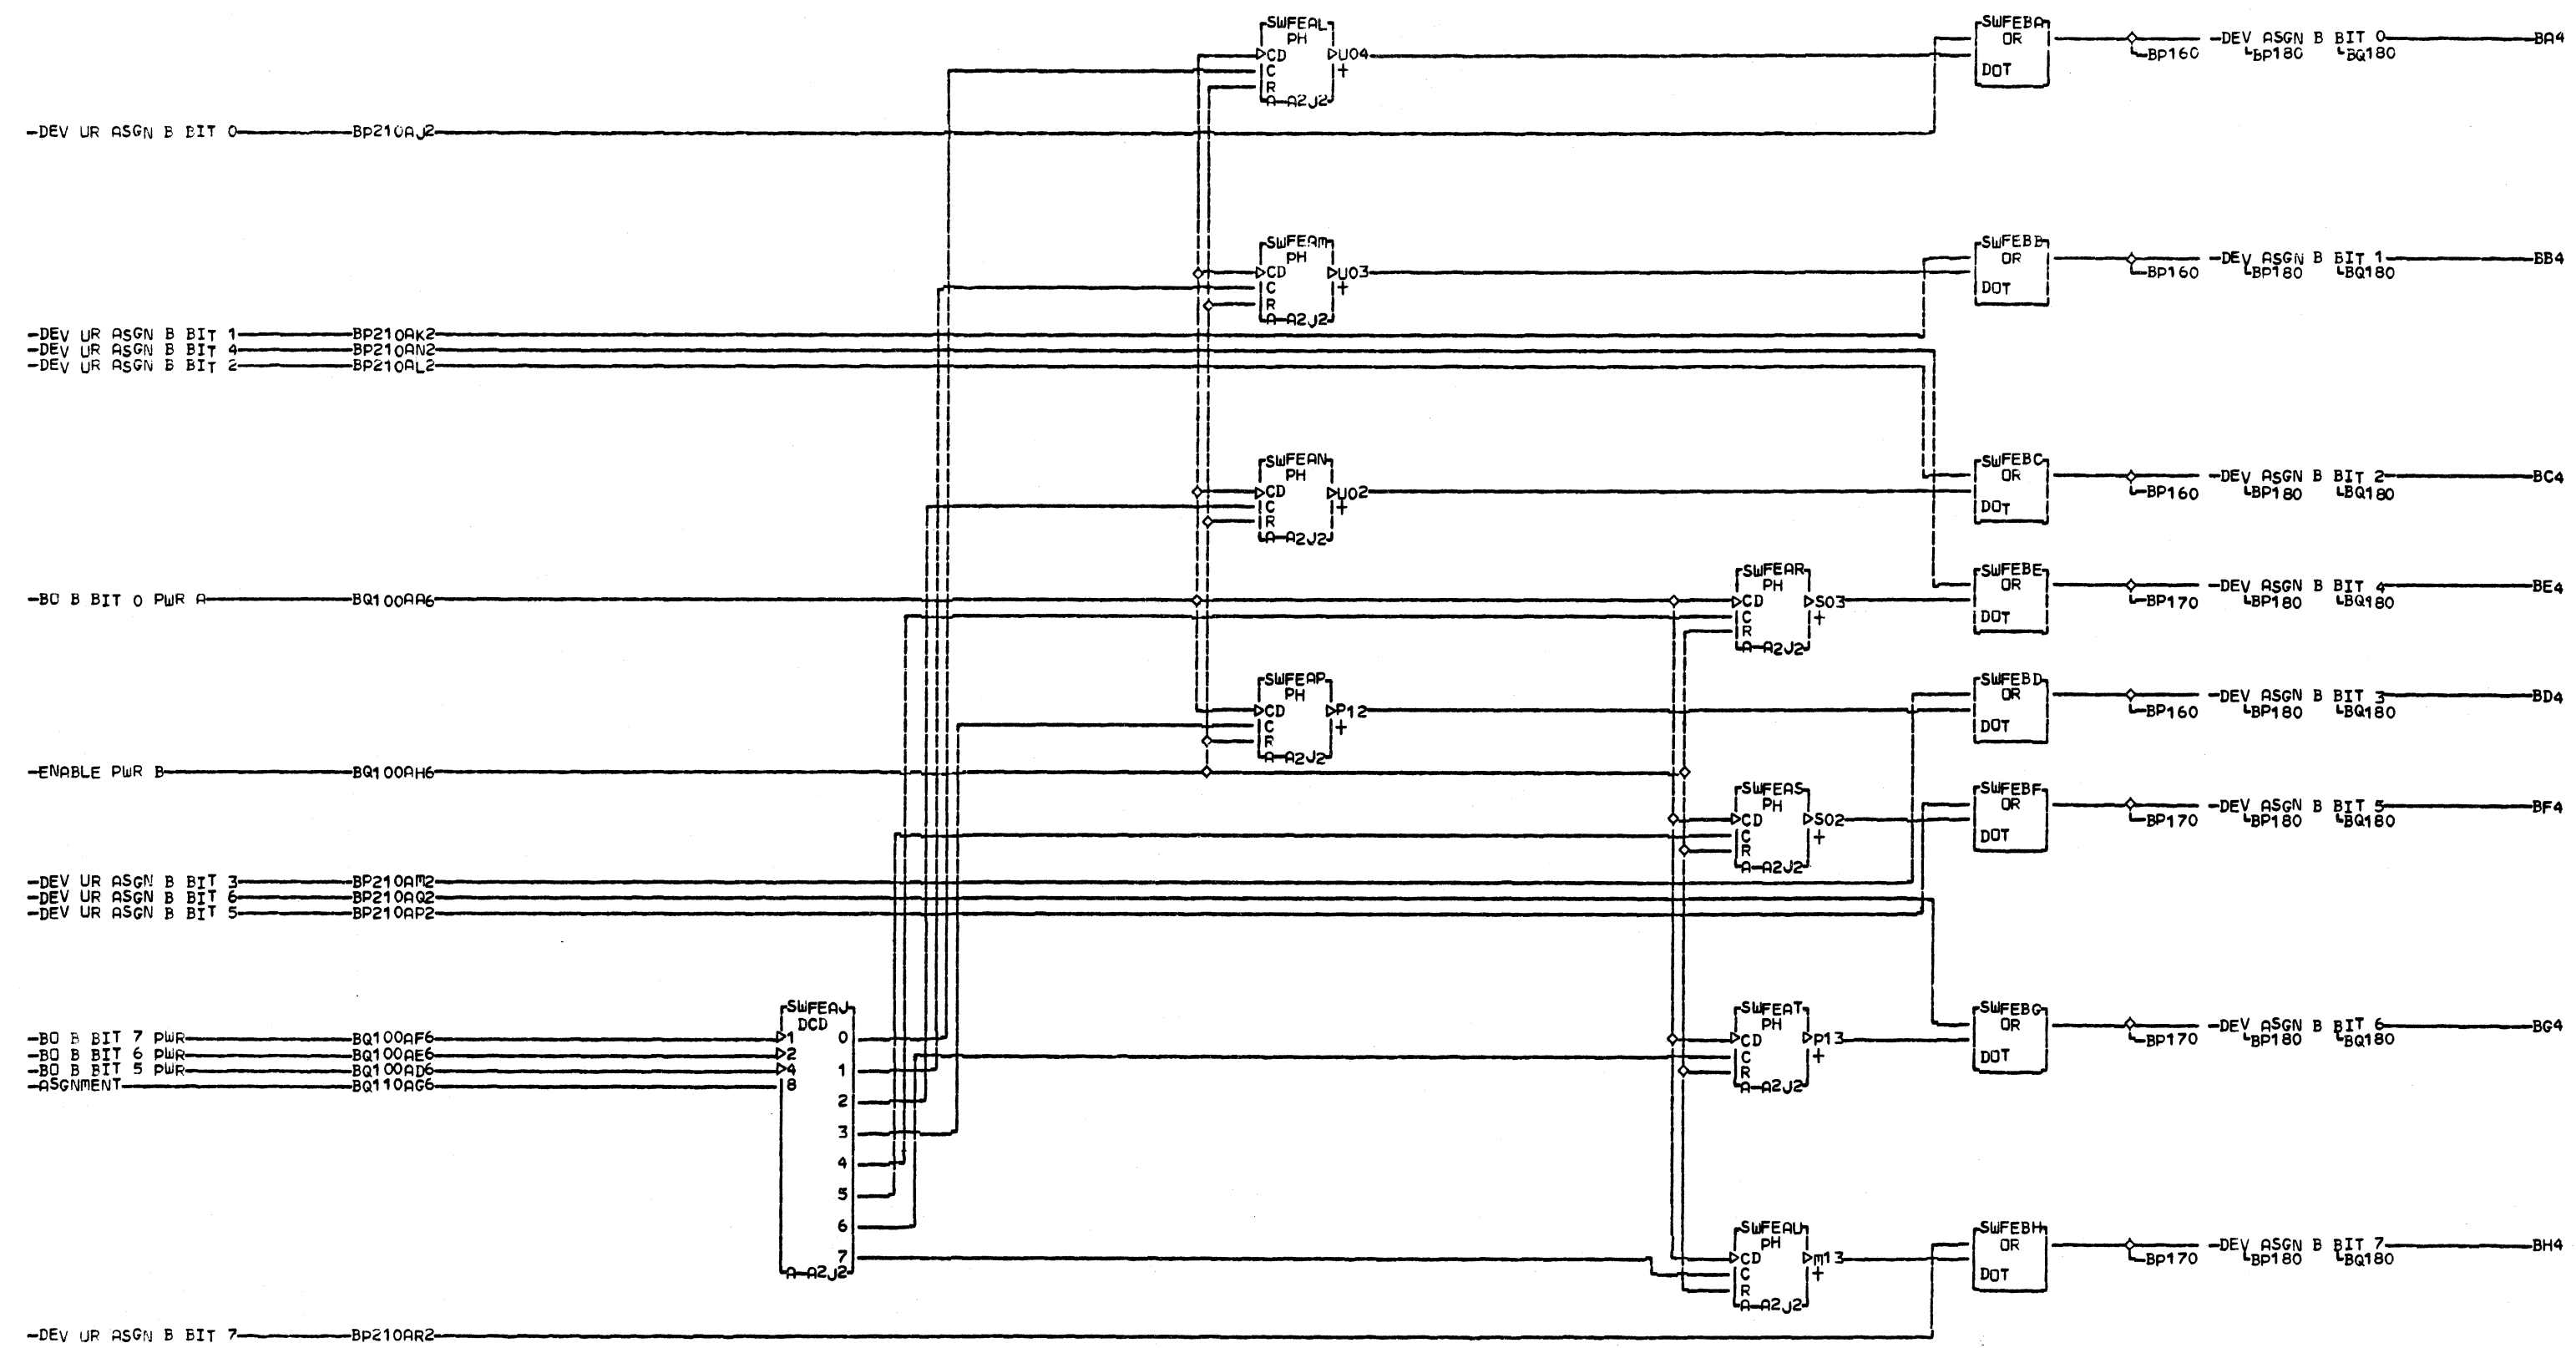 SWFEAL
PH
CD
C
R
A-A2J2
U04
+
SWFEBA
OR
DOT
-DEV ASGN B BIT 0 BA4
BP160 BP180 BQ180
-DEV UR ASGN B BIT 0 BP210AJ2
SWFEAM
PH
CD
C
R
A-A2J2
U03
+
SWFEBB
OR
DOT
-DEV ASGN B BIT 1 BB4
BP160 BP180 BQ180
-DEV UR ASGN B BIT 1 BP210AK2
-DEV UR ASGN B BIT 4 BP210AN2
-DEV UR ASGN B BIT 2 BP210AL2
SWFEAN
PH
CD
C
R
A-A2J2
U02
+
SWFEBC
OR
DOT
-DEV ASGN B BIT 2 BC4
BP160 BP180 BQ180
-BO B BIT 0 PWR A BQ100AA6
SWFEAR
PH
CD
C
R
A-A2J2
S03
+
SWFEBE
OR
DOT
-DEV ASGN B BIT 4 BE4
BP170 BP180 BQ180
SWFEAP
PH
CD
C
R
A-A2J2
P12
+
SWFEBD
OR
DOT
-DEV ASGN B BIT 3 BD4
BP160 BP180 BQ180
-ENABLE PWR B BQ100AH6
SWFEAS
PH
CD
C
R
A-A2J2
S02
+
SWFEBF
OR
DOT
-DEV ASGN B BIT 5 BF4
BP170 BP180 BQ180
-DEV UR ASGN B BIT 3 BP210AM2
-DEV UR ASGN B BIT 6 BP210AQ2
-DEV UR ASGN B BIT 5 BP210AP2
-BO B BIT 7 PWR BQ100AF6
-BO B BIT 6 PWR BQ100AE6
-BO B BIT 5 PWR BQ100AD6
-ASGNMENT BQ110AG6
SWFEAJ
DCD
1
2
4
8
0
1
2
3
4
5
6
7
A-A2J2
SWFEAT
PH
CD
C
R
A-A2J2
P13
+
SWFEBG
OR
DOT
-DEV ASGN B BIT 6 BG4
BP170 BP180 BQ180
SWFEAU
PH
CD
C
R
A-A2J2
M13
+
SWFEBH
OR
DOT
-DEV ASGN B BIT 7 BH4
BP170 BP180 BQ180
-DEV UR ASGN B BIT 7 BP210AR2